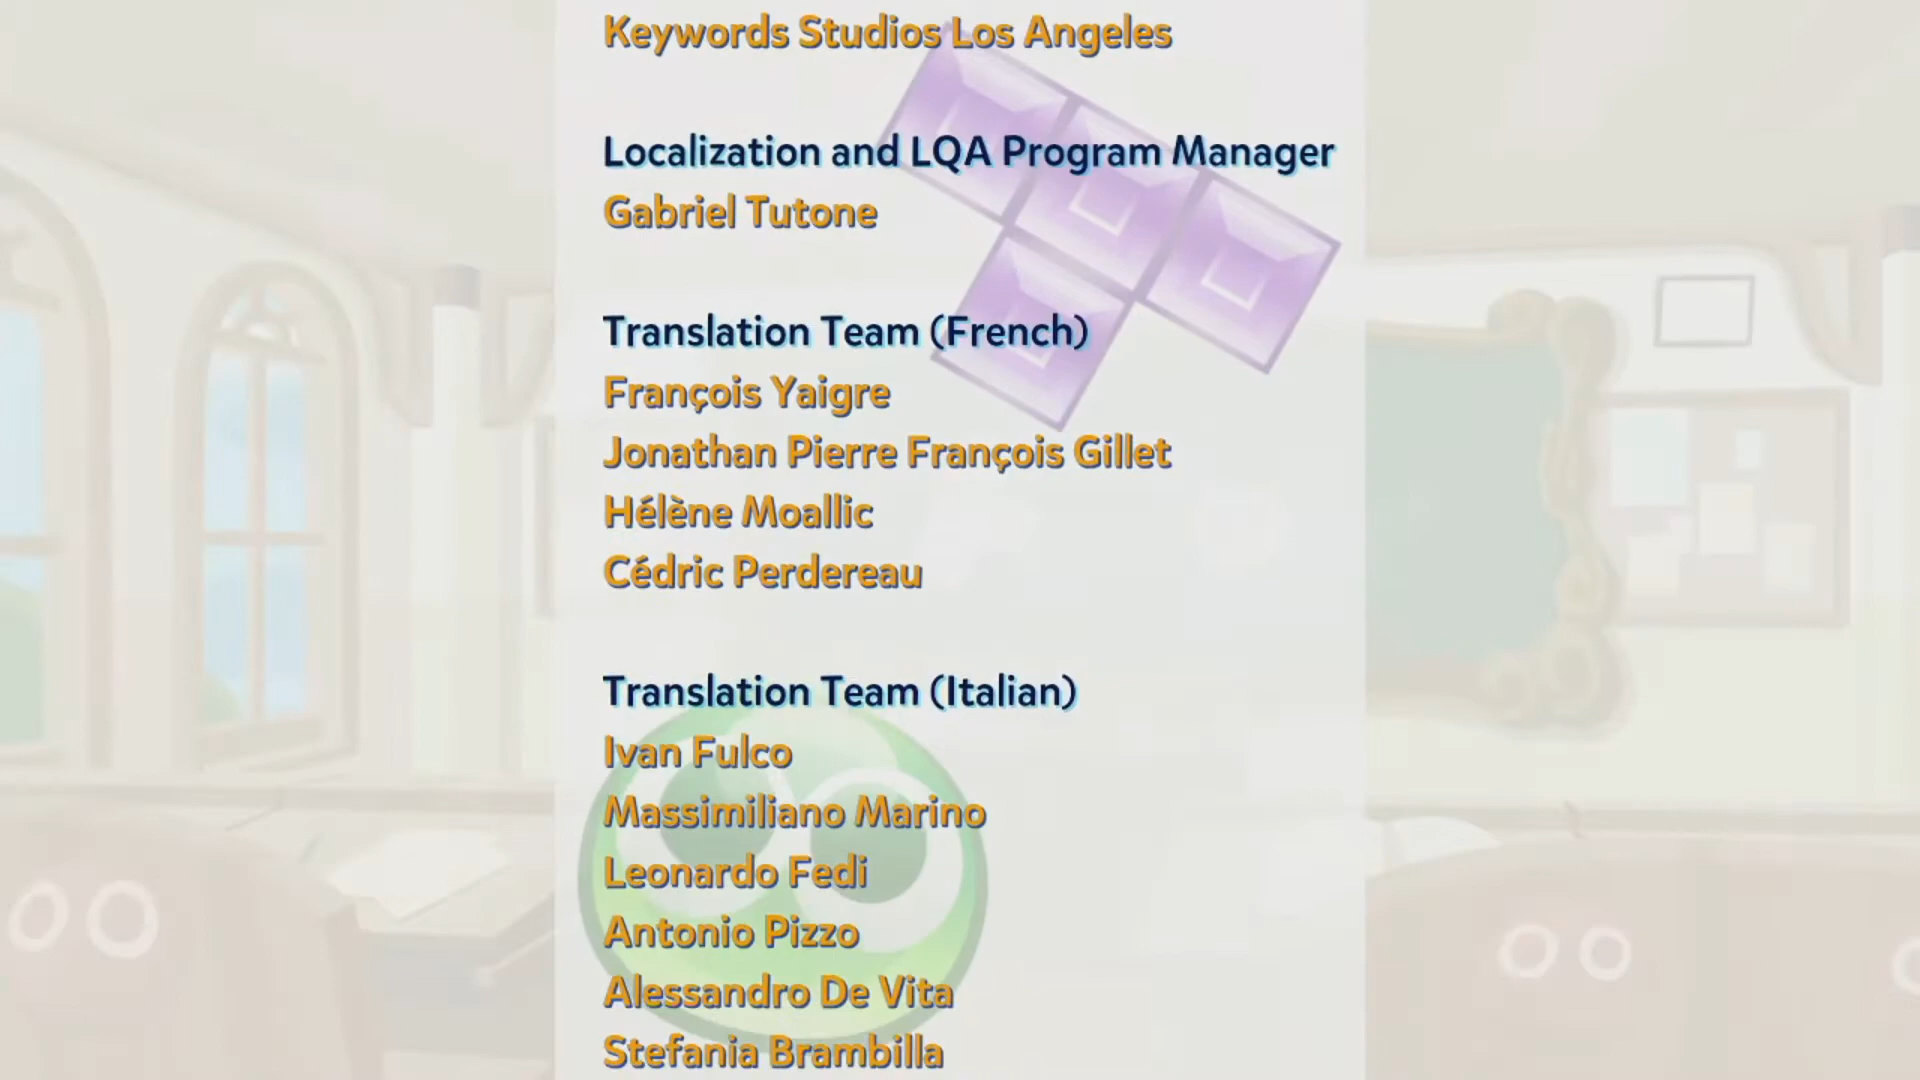 Keywords Studios Los Angeles
Localization and LQA Program Manager
Gabriel Tutone
Translation Team (French)
François Yaigre
Jonathan Pierre François Gillet
Hélène Moallic
Cédric Perdereau
Translation Team (Italian)
Ivan Fulco
Massimiliano Marino
Leonardo Fedi
Antonio Pizzo
Alessandro De Vita
Stefania Brambilla